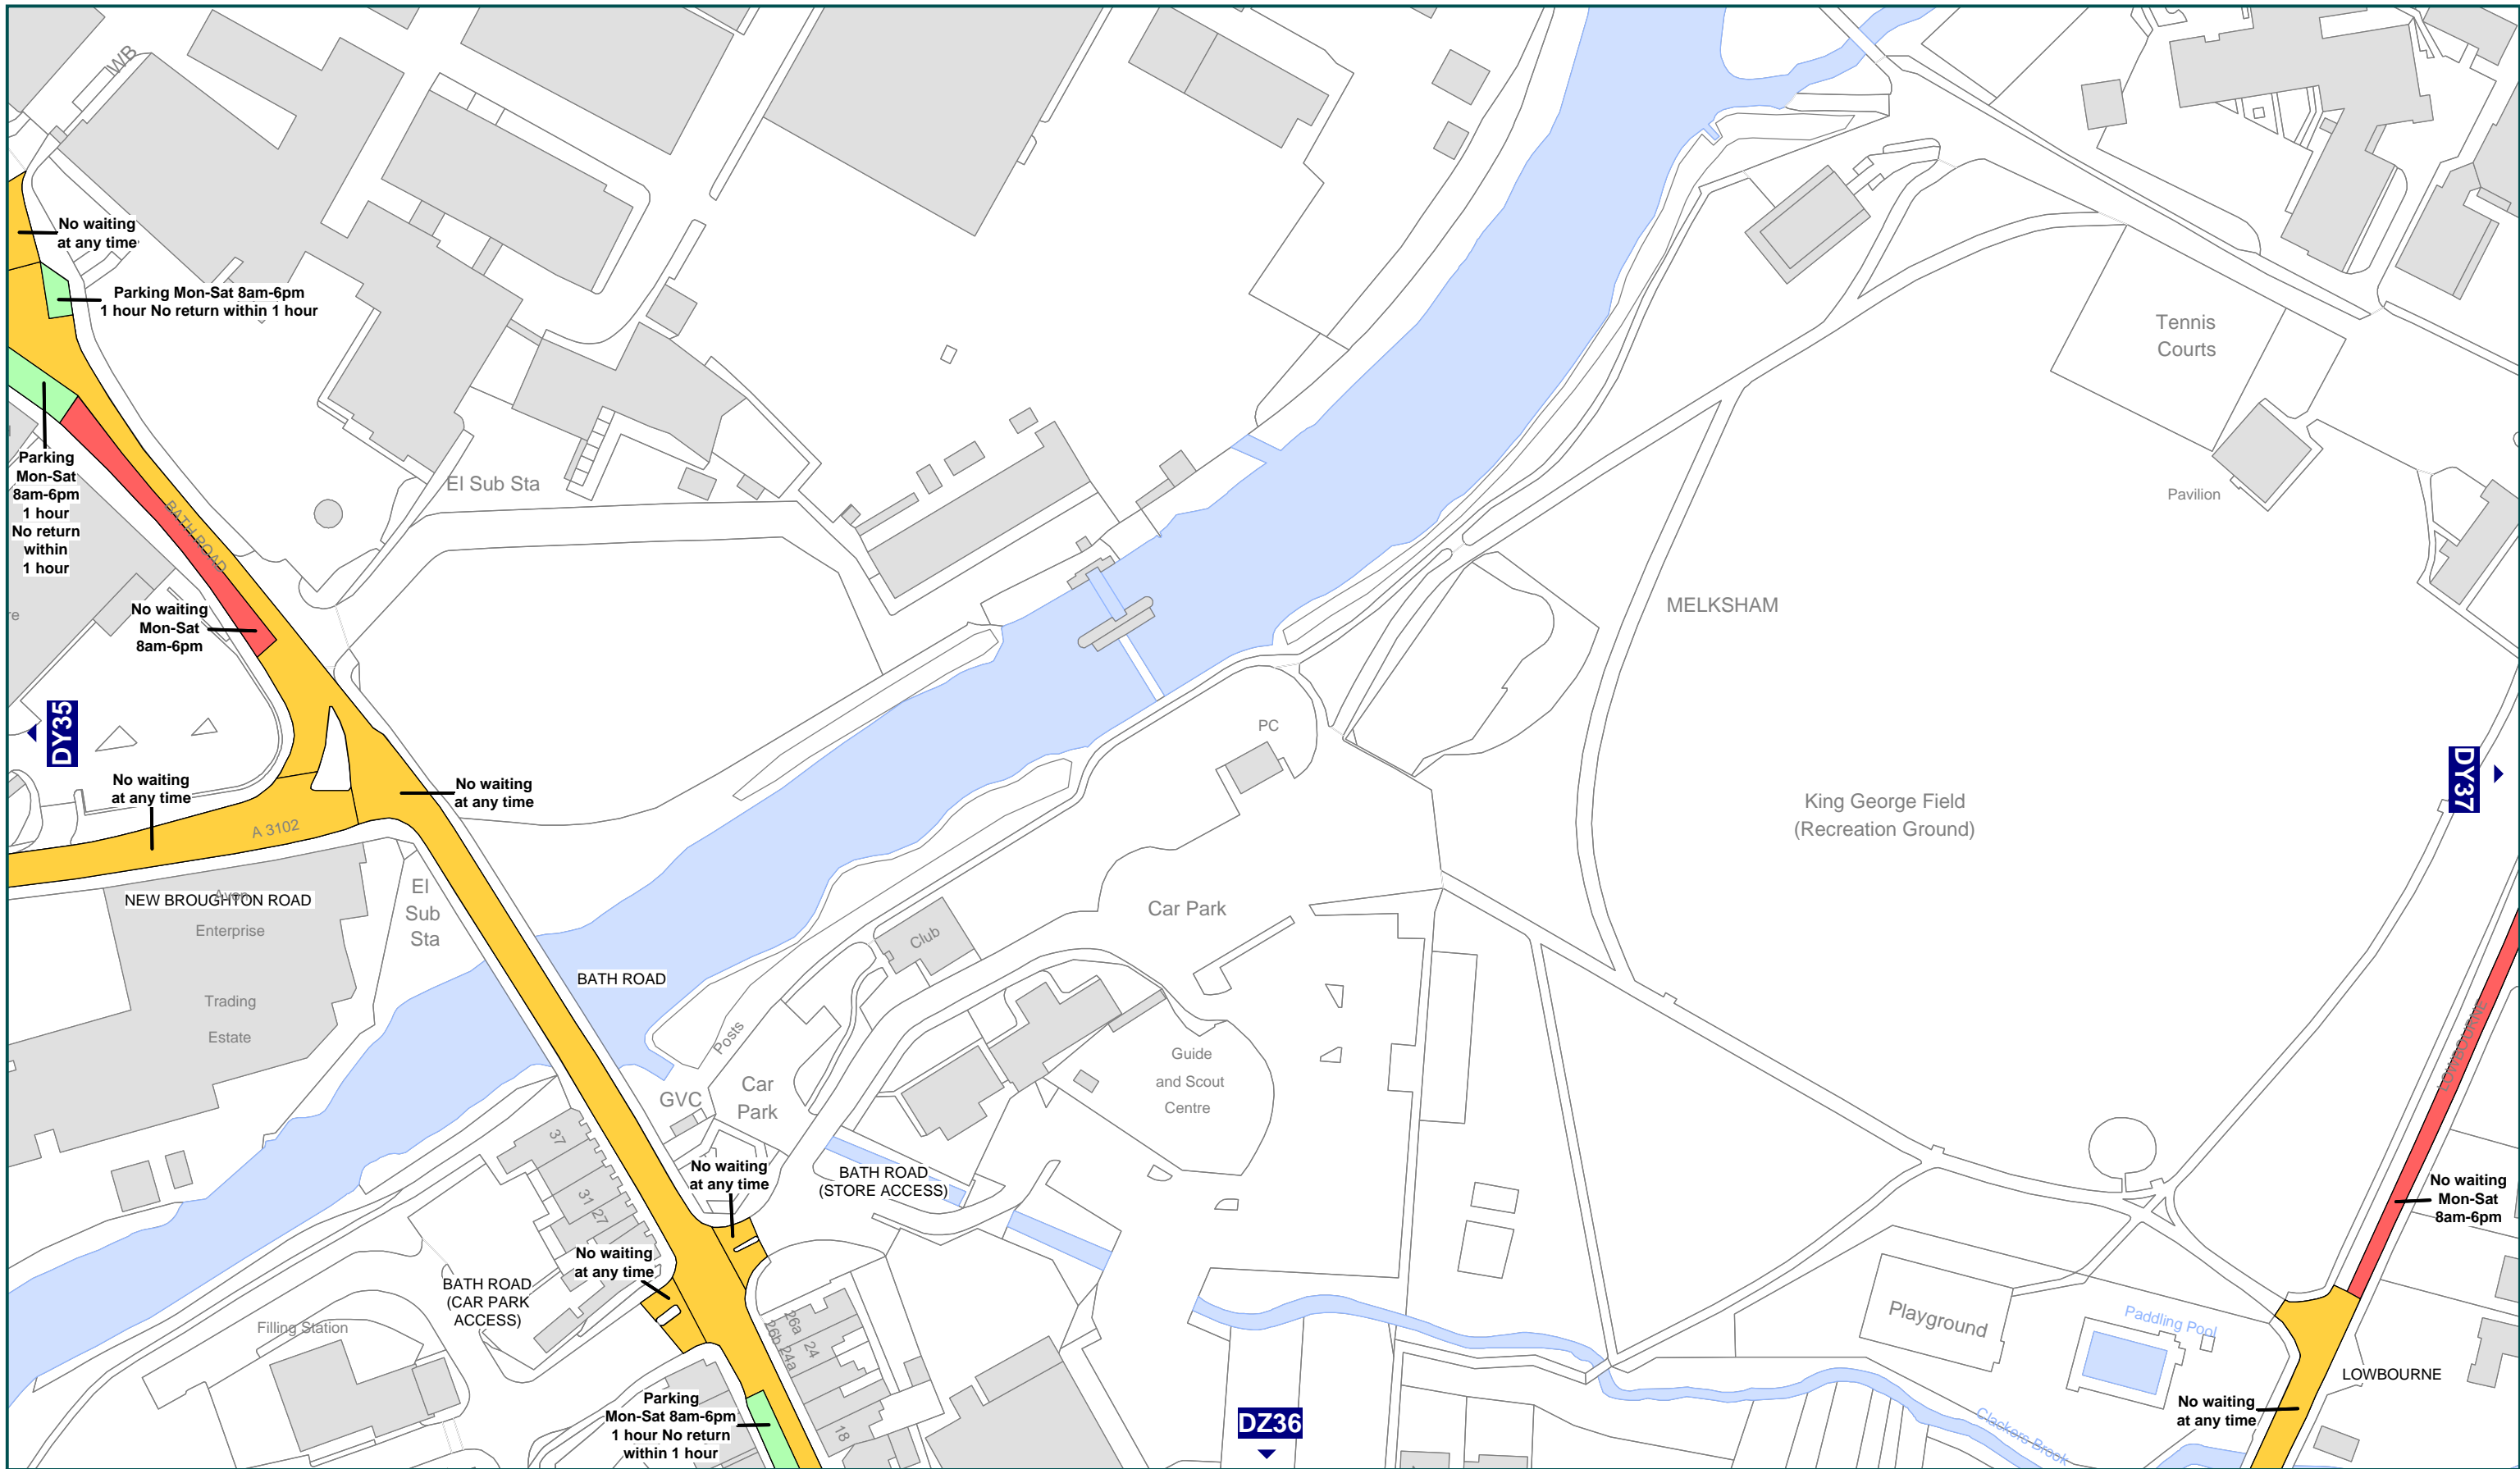 WB
No waiting
at any time
Parking Mon-Sat 8am-6pm
1 hour No return within 1 hour
Tennis
Courts
Parking
Mon-Sat
8am-6pm
1 hour
No return
within
1 hour
El Sub Sta
Pavilion
BATH ROAD
re
No waiting
Mon-Sat
8am-6pm
MELKSHAM
DY35
PC
DY37
No waiting
at any time
No waiting
at any time
King George Field
(Recreation Ground)
A 3102
El
Sub
Sta
Avon
NEW BROUGHTON ROAD
Enterprise
Trading
Estate
Car Park
Club
BATH ROAD
Posts
Guide
and Scout
Centre
LOWBOURNE
GVC
Car
Park
37
31
27
No waiting
at any time
BATH ROAD
(STORE ACCESS)
No waiting
Mon-Sat
8am-6pm
No waiting
at any time
BATH ROAD
(CAR PARK
ACCESS)
Filling Station
26a
26b
24
24a
18
Playground
Paddling Pool
LOWBOURNE
Parking
Mon-Sat 8am-6pm
1 hour No return
within 1 hour
DZ36
No waiting
at any time
Clackers Brook